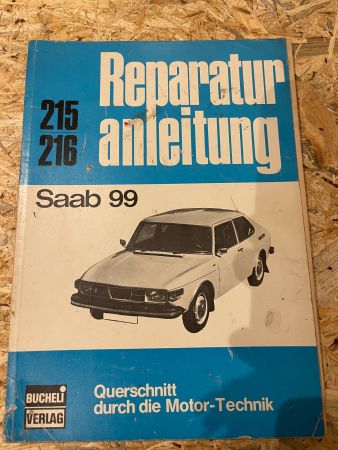 Reparatur
anleitung
215
216
Saab 99
BUCHELI
VERLAG
Querschnitt
durch die Motor-Technik